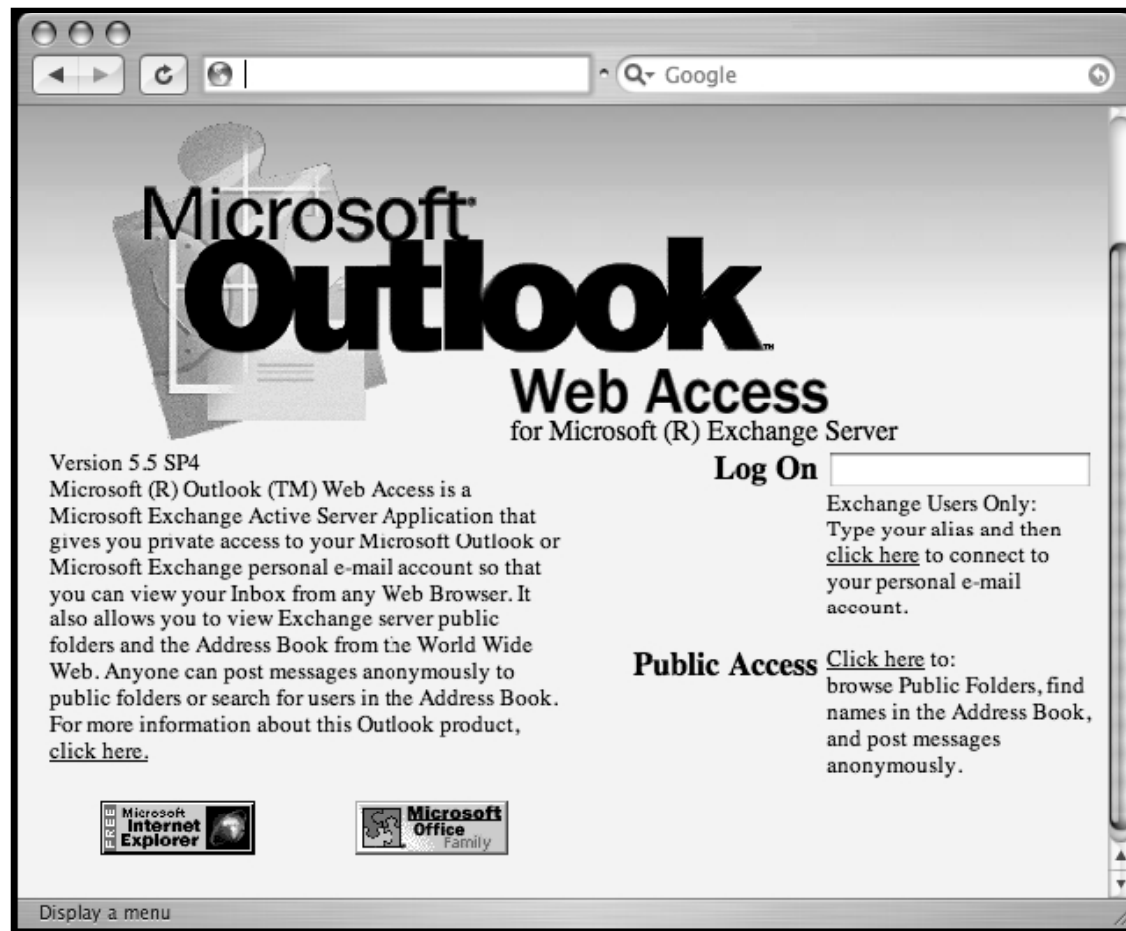 Google
Microsoft®
Outlook™
Web Access
for Microsoft (R) Exchange Server
Version 5.5 SP4
Microsoft (R) Outlook (TM) Web Access is a
Microsoft Exchange Active Server Application that
gives you private access to your Microsoft Outlook or
Microsoft Exchange personal e-mail account so that
you can view your Inbox from any Web Browser. It
also allows you to view Exchange server public
folders and the Address Book from the World Wide
Web. Anyone can post messages anonymously to
public folders or search for users in the Address Book.
For more information about this Outlook product,
click here.
Log On
Exchange Users Only:
Type your alias and then
click here to connect to
your personal e-mail
account.
Public Access
Click here to:
browse Public Folders, find
names in the Address Book,
and post messages
anonymously.
FREE
Microsoft
Internet
Explorer
Microsoft
Office
Family
Display a menu